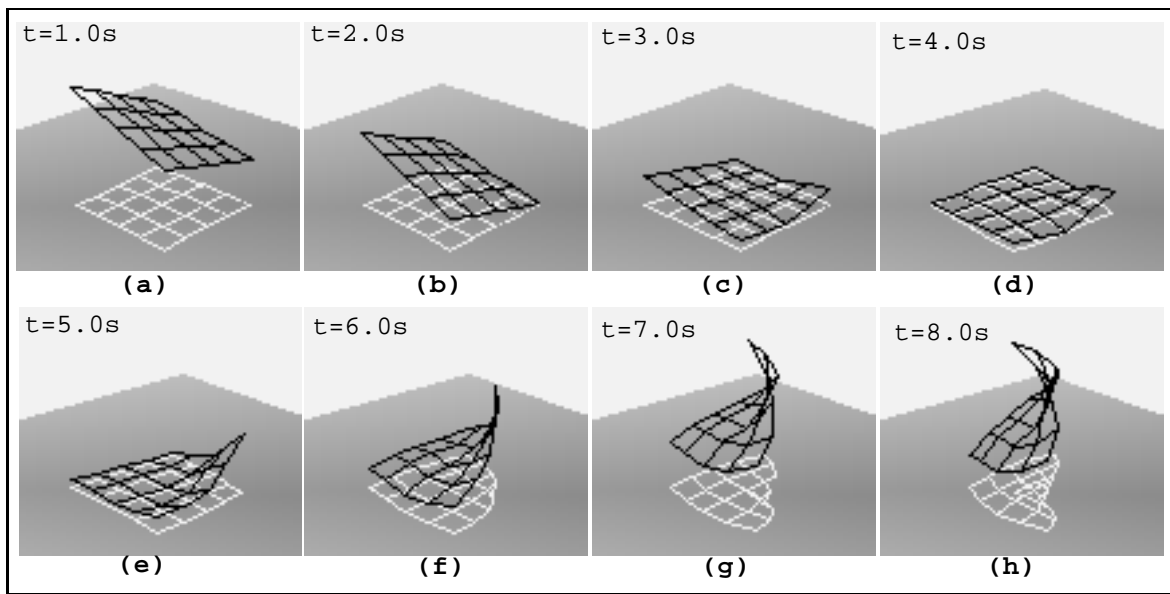 t=1.0s t=2.0s t=3.0s t=4.0s
(a) (b) (c) (d)
t=5.0s t=6.0s t=7.0s t=8.0s
(e) (f) (g) (h)